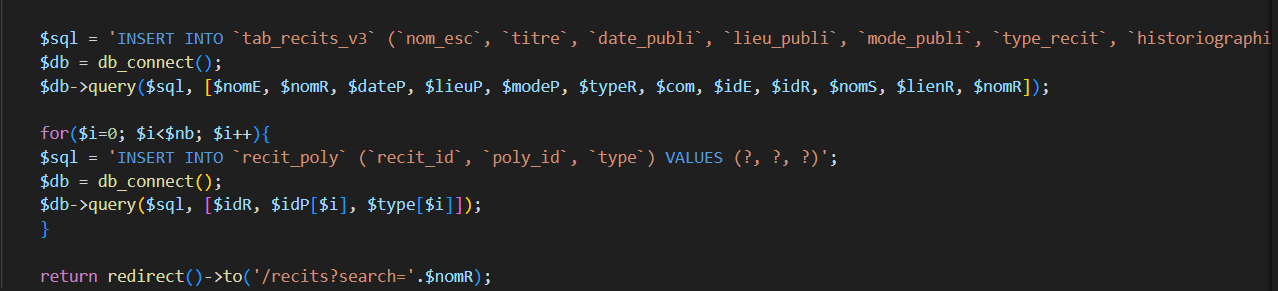 $sql = 'INSERT INTO `tab_recits_v3` (`nom_esc`, `titre`, `date_publi`, `lieu_publi`, `mode_publi`, `type_recit`, `historiographi
$db = db_connect();
$db->query($sql, [$nomE, $nomR, $dateP, $lieuP, $modeP, $typeR, $com, $idE, $idR, $nomS, $lienR, $nomR]);
for($i=0; $i<$nb; $i++){
$sql = 'INSERT INTO `recit_poly` (`recit_id`, `poly_id`, `type`) VALUES (?, ?, ?)';
$db = db_connect();
$db->query($sql, [$idR, $idP[$i], $type[$i]]);
}
return redirect()->to('/recits?search='.$nomR);